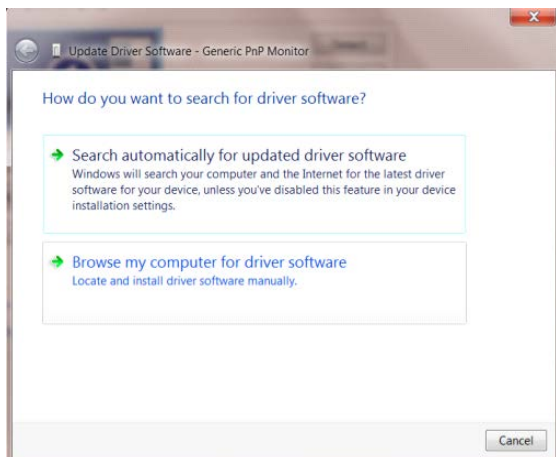 Update Driver Software - Generic PnP Monitor
How do you want to search for driver software?
Search automatically for updated driver software
Windows will search your computer and the Internet for the latest driver
software for your device, unless you've disabled this feature in your device
installation settings.
Browse my computer for driver software
Locate and install driver software manually.
Cancel